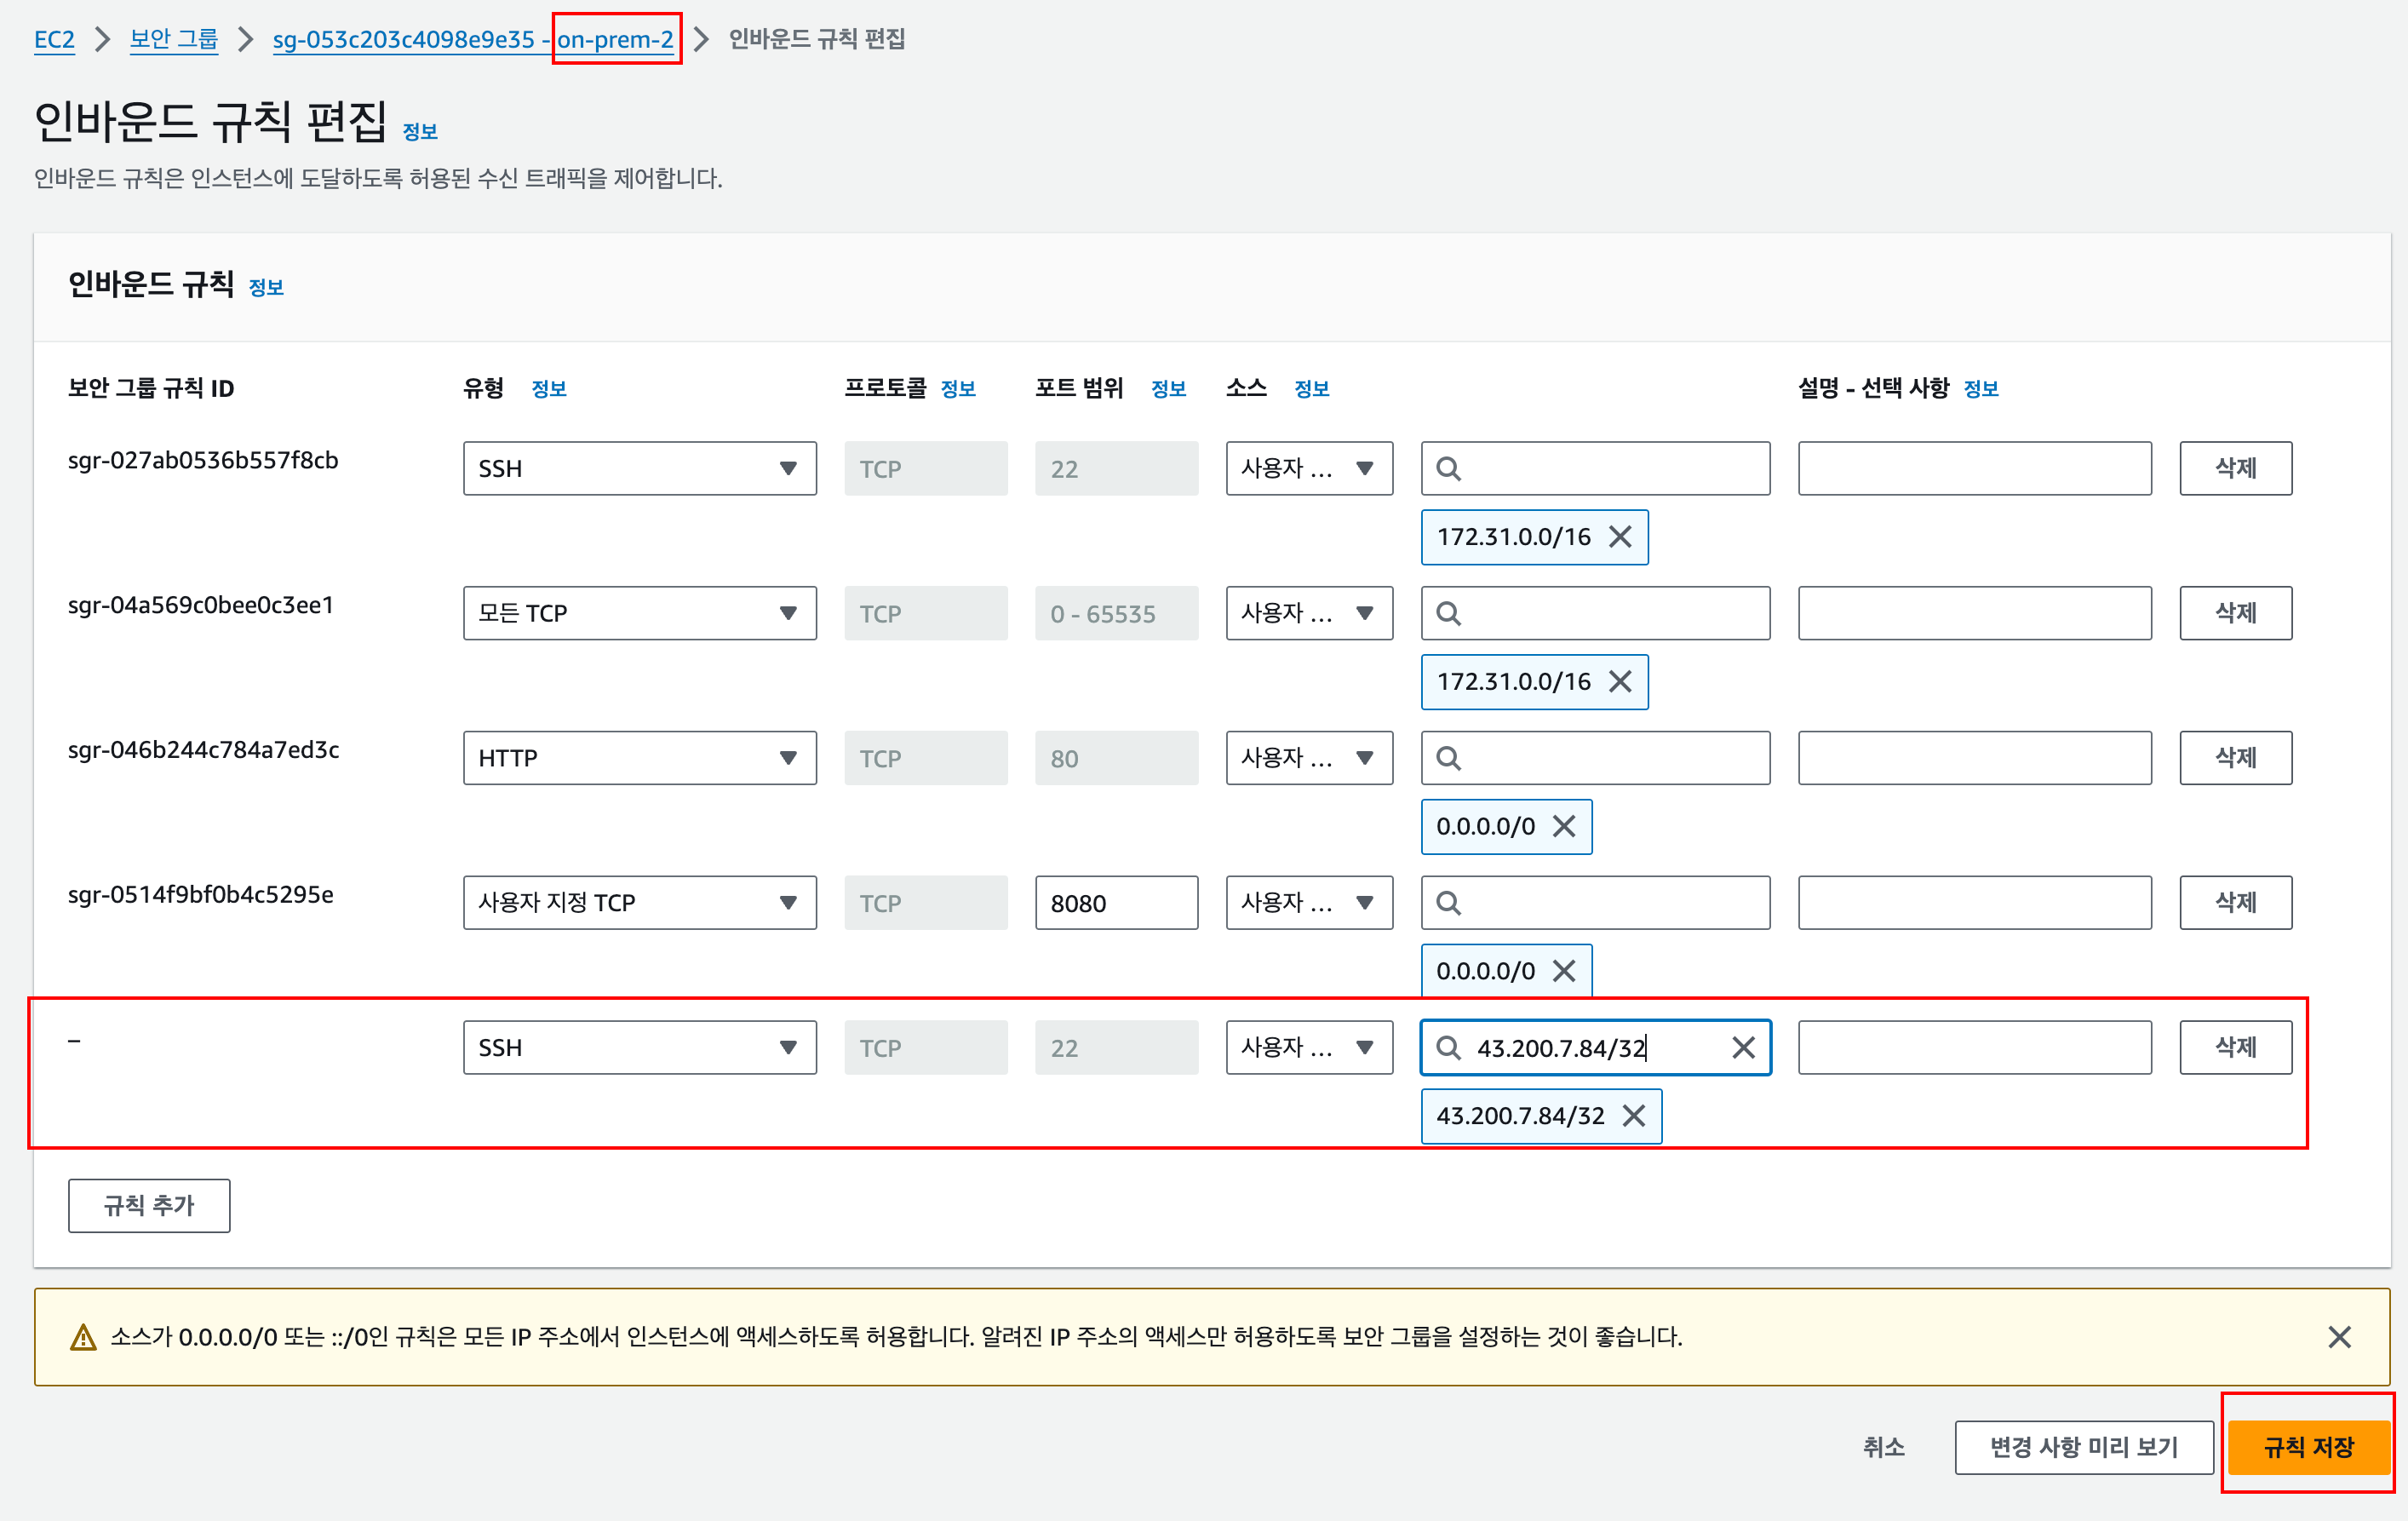 EC2 > 보안 그룹 > sg-053c203c4098e9e35 - on-prem-2 > 인바운드 규칙 편집
인바운드 규칙 편집 정보
인바운드 규칙은 인스턴스에 도달하도록 허용된 수신 트래픽을 제어합니다.
인바운드 규칙 정보
보안 그룹 규칙 ID 유형 정보 프로토콜 정보 포트 범위 정보 소스 정보 설명 - 선택 사항 정보
sgr-027ab0536b557f8cb SSH TCP 22 사용자 ... 삭제
172.31.0.0/16
sgr-04a569c0bee0c3ee1 모든 TCP TCP 0 - 65535 사용자 ... 삭제
172.31.0.0/16
sgr-046b244c784a7ed3c HTTP TCP 80 사용자 ... 삭제
0.0.0.0/0
sgr-0514f9bf0b4c5295e 사용자 지정 TCP TCP 8080 사용자 ... 삭제
0.0.0.0/0
– SSH TCP 22 사용자 ... 43.200.7.84/32 삭제
43.200.7.84/32
규칙 추가
소스가 0.0.0.0/0 또는 ::/0인 규칙은 모든 IP 주소에서 인스턴스에 액세스하도록 허용합니다. 알려진 IP 주소의 액세스만 허용하도록 보안 그룹을 설정하는 것이 좋습니다.
취소 변경 사항 미리 보기 규칙 저장